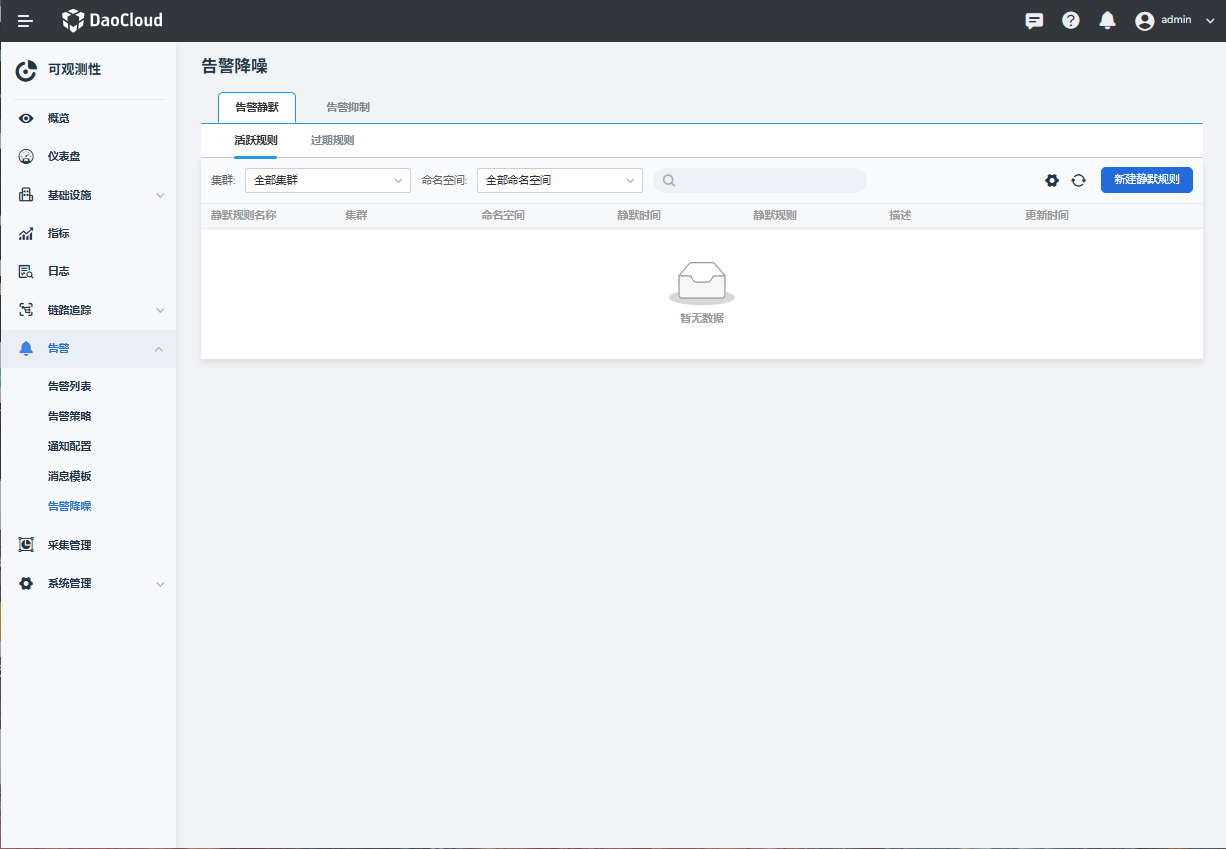 DaoCloud
admin
可观测性
概览
仪表盘
基础设施
指标
日志
链路追踪
告警
告警列表
告警策略
通知配置
消息模板
告警降噪
采集管理
系统管理
告警降噪
告警静默 告警抑制
活跃规则 过期规则
集群: 全部集群 命名空间: 全部命名空间 新建静默规则
静默规则名称 集群 命名空间 静默时间 静默规则 描述 更新时间
暂无数据